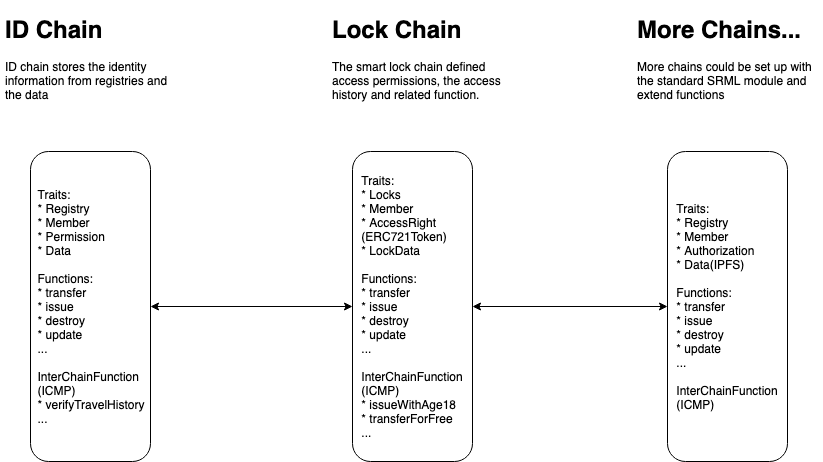 ID Chain
ID chain stores the identity
information from registries and
the data
Traits:
* Registry
* Member
* Permission
* Data
Functions:
* transfer
* issue
* destroy
* update
...
InterChainFunction
(ICMP)
* verifyTravelHistory
...
Lock Chain
The smart lock chain defined
access permissions, the access
history and related function.
Traits:
* Locks
* Member
* AccessRight
(ERC721Token)
* LockData
Functions:
* transfer
* issue
* destroy
* update
...
InterChainFunction
(ICMP)
* issueWithAge18
* transferForFree
...
More Chains...
More chains could be set up with
the standard SRML module and
extend functions
Traits:
* Registry
* Member
* Authorization
* Data(IPFS)
Functions:
* transfer
* issue
* destroy
* update
...
InterChainFunction
(ICMP)